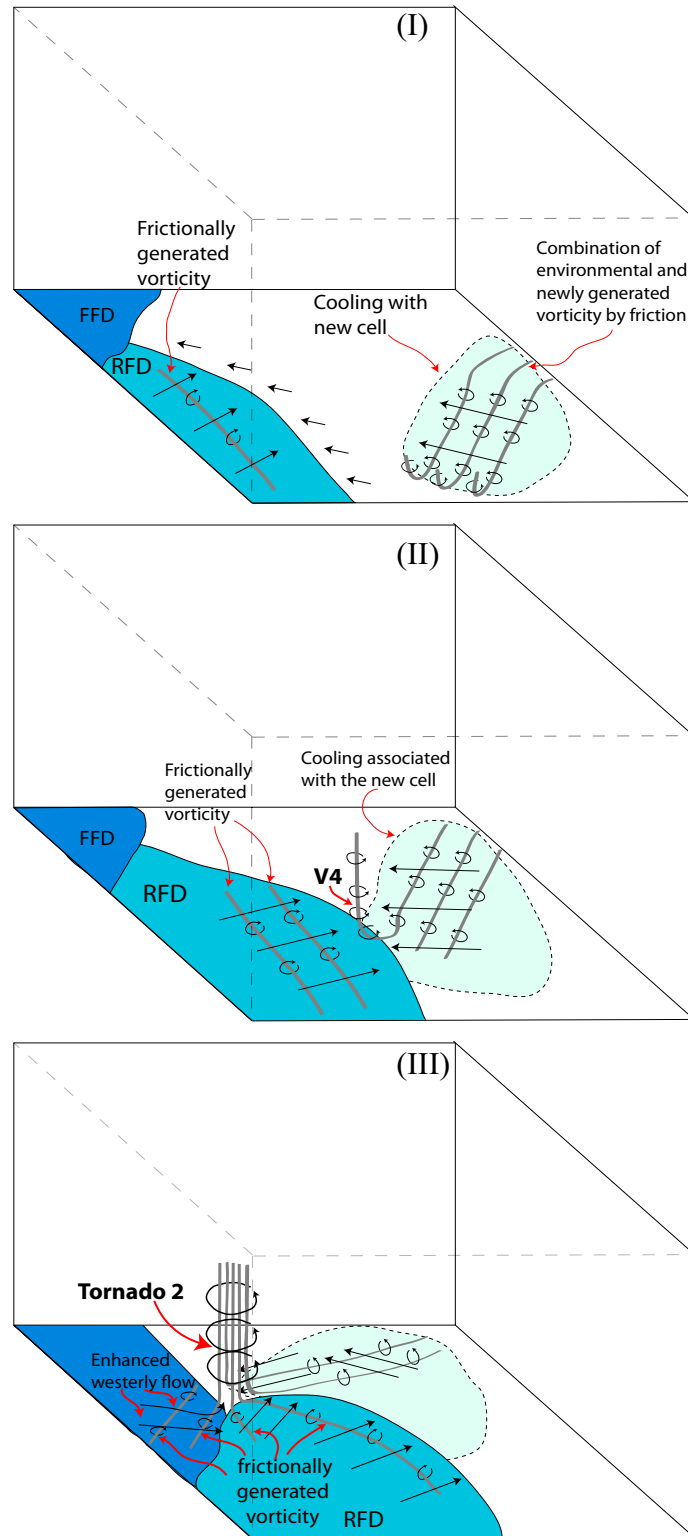 (I)
Frictionally
generated
vorticity
Combination of
environmental and
newly generated
vorticity by friction
Cooling with
new cell
FFD
RFD
(II)
Cooling associated
with the new cell
Frictionally
generated
vorticity
FFD
V4
RFD
(III)
Tornado 2
Enhanced
westerly flow
frictionally
generated
vorticity
RFD